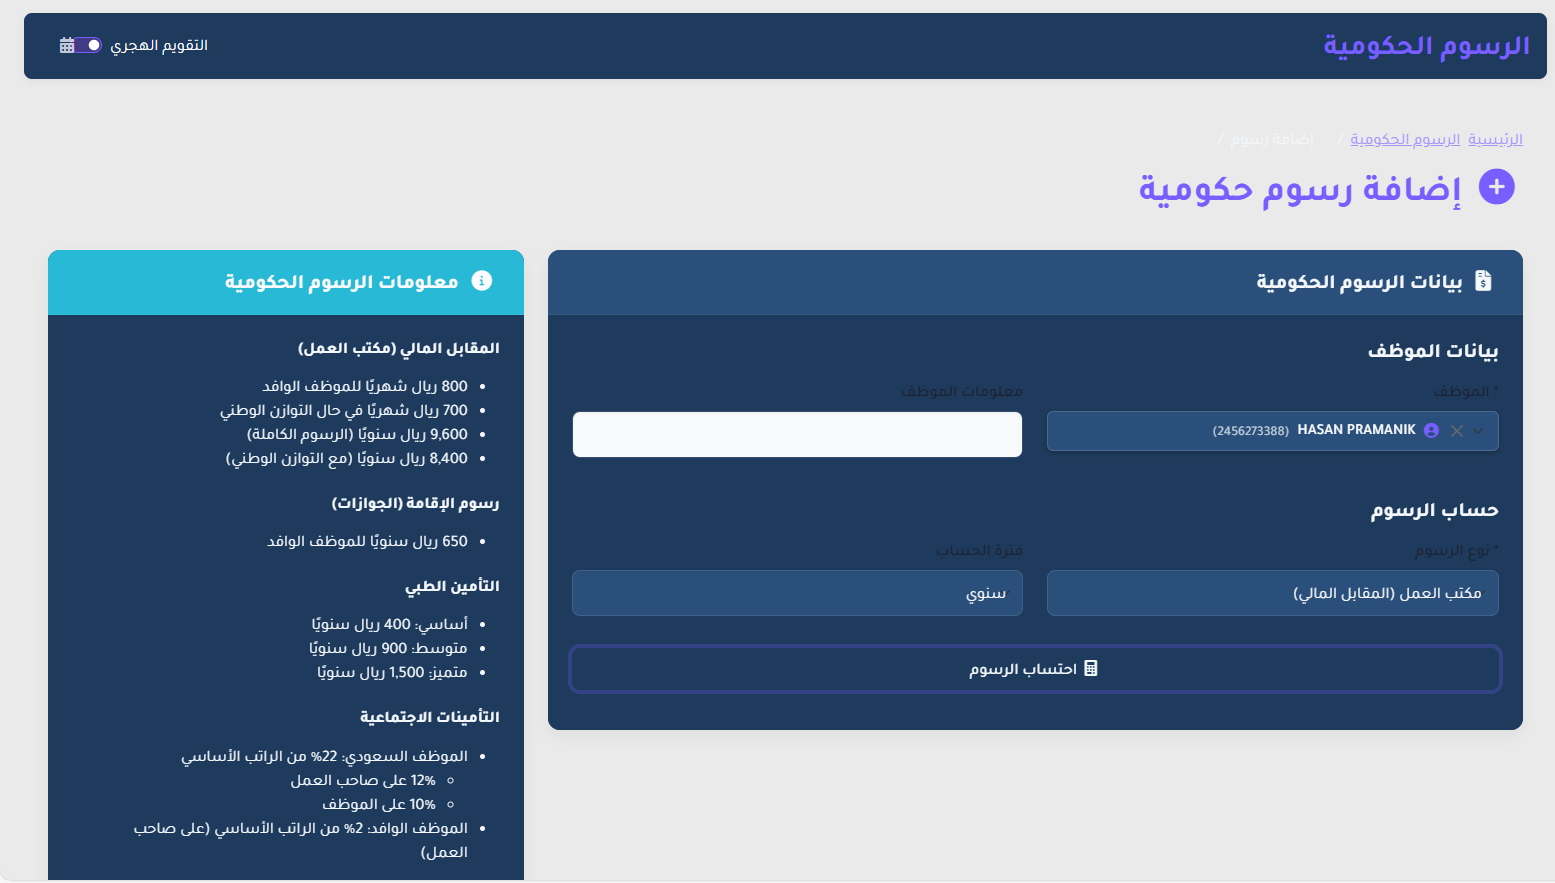 الرسوم الحكومية
التقويم الهجري
الرئيسية الرسوم الحكومية / إضافة رسوم /
إضافة رسوم حكومية
بيانات الرسوم الحكومية
بيانات الموظف
* الموظف
HASAN PRAMANIK (2456273388)
معلومات الموظف
حساب الرسوم
* نوع الرسوم
مكتب العمل (المقابل المالي)
فترة الحساب
سنوي
احتساب الرسوم
معلومات الرسوم الحكومية
المقابل المالي (مكتب العمل)
• 800 ريال شهريًا للموظف الوافد
• 700 ريال شهريًا في حال التوازن الوطني
• 9,600 ريال سنويًا (الرسوم الكاملة)
• 8,400 ريال سنويًا (مع التوازن الوطني)
رسوم الإقامة (الجوازات)
• 650 ريال سنويًا للموظف الوافد
التأمين الطبي
• أساسي: 400 ريال سنويًا
• متوسط: 900 ريال سنويًا
• متميز: 1,500 ريال سنويًا
التأمينات الاجتماعية
• الموظف السعودي: 22% من الراتب الأساسي
◦ 12% على صاحب العمل
◦ 10% على الموظف
• الموظف الوافد: 2% من الراتب الأساسي (على صاحب
العمل)